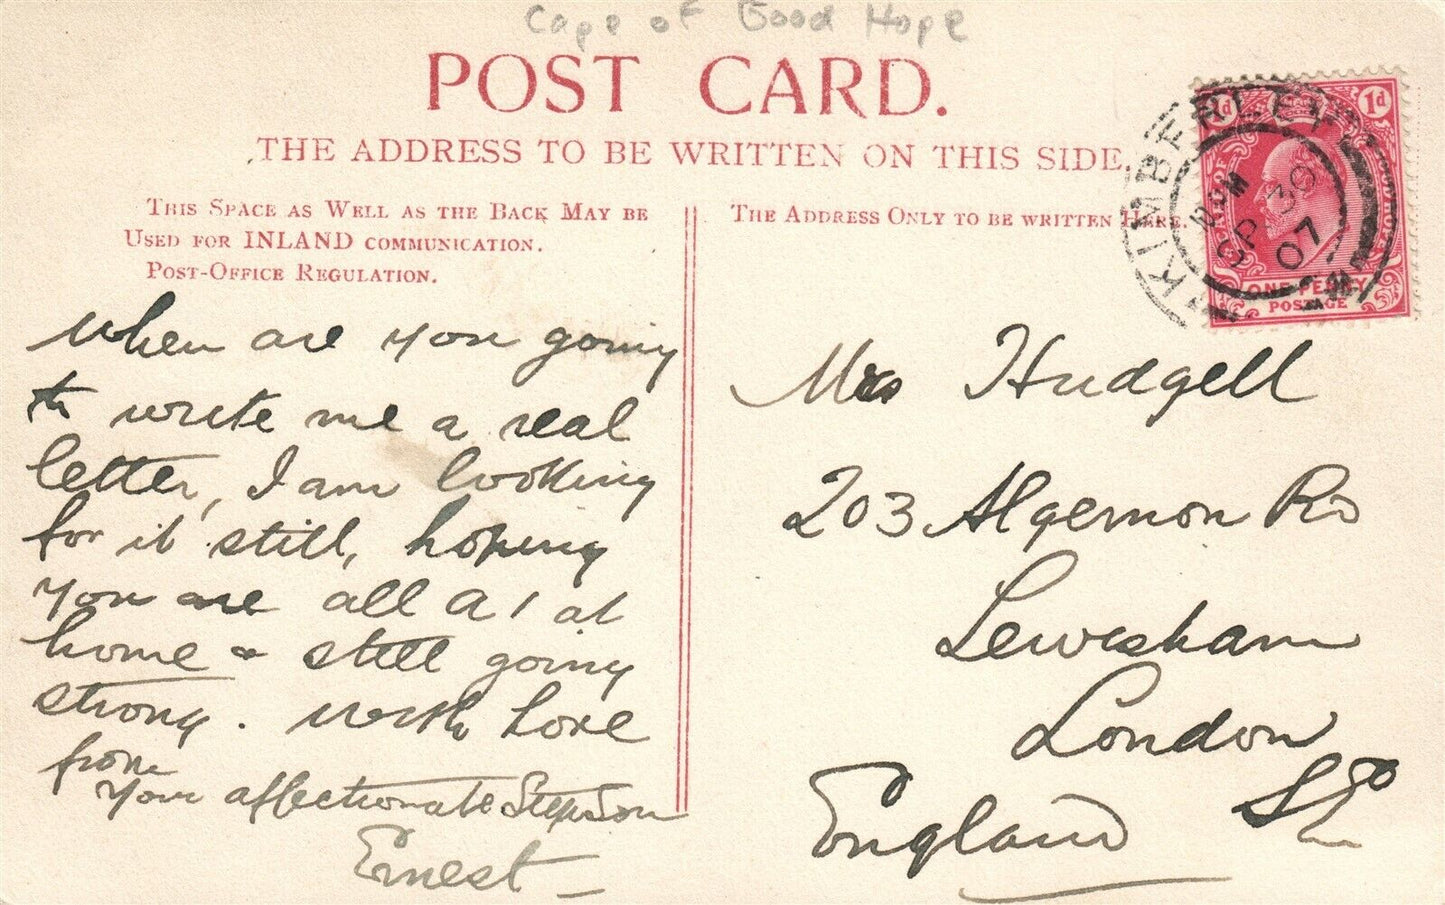 Cape of Good Hope
POST CARD.
THE ADDRESS TO BE WRITTEN ON THIS SIDE.
THIS SPACE AS WELL AS THE BACK MAY BE
USED FOR INLAND COMMUNICATION.
POST-OFFICE REGULATION.
when are you going
to write me a real
letter, I am looking
for it still, hoping
you are all A1 at
home & still going
strong. with love
from
your affectionate StepSon
Ernest
THE ADDRESS ONLY TO BE WRITTEN HERE.
KIMBERLEY
PM
SP 30
07
1d
ONE PENNY
POSTAGE
Mrs Hudgell
203 Algernon Rd
Lewisham
London
SE
England